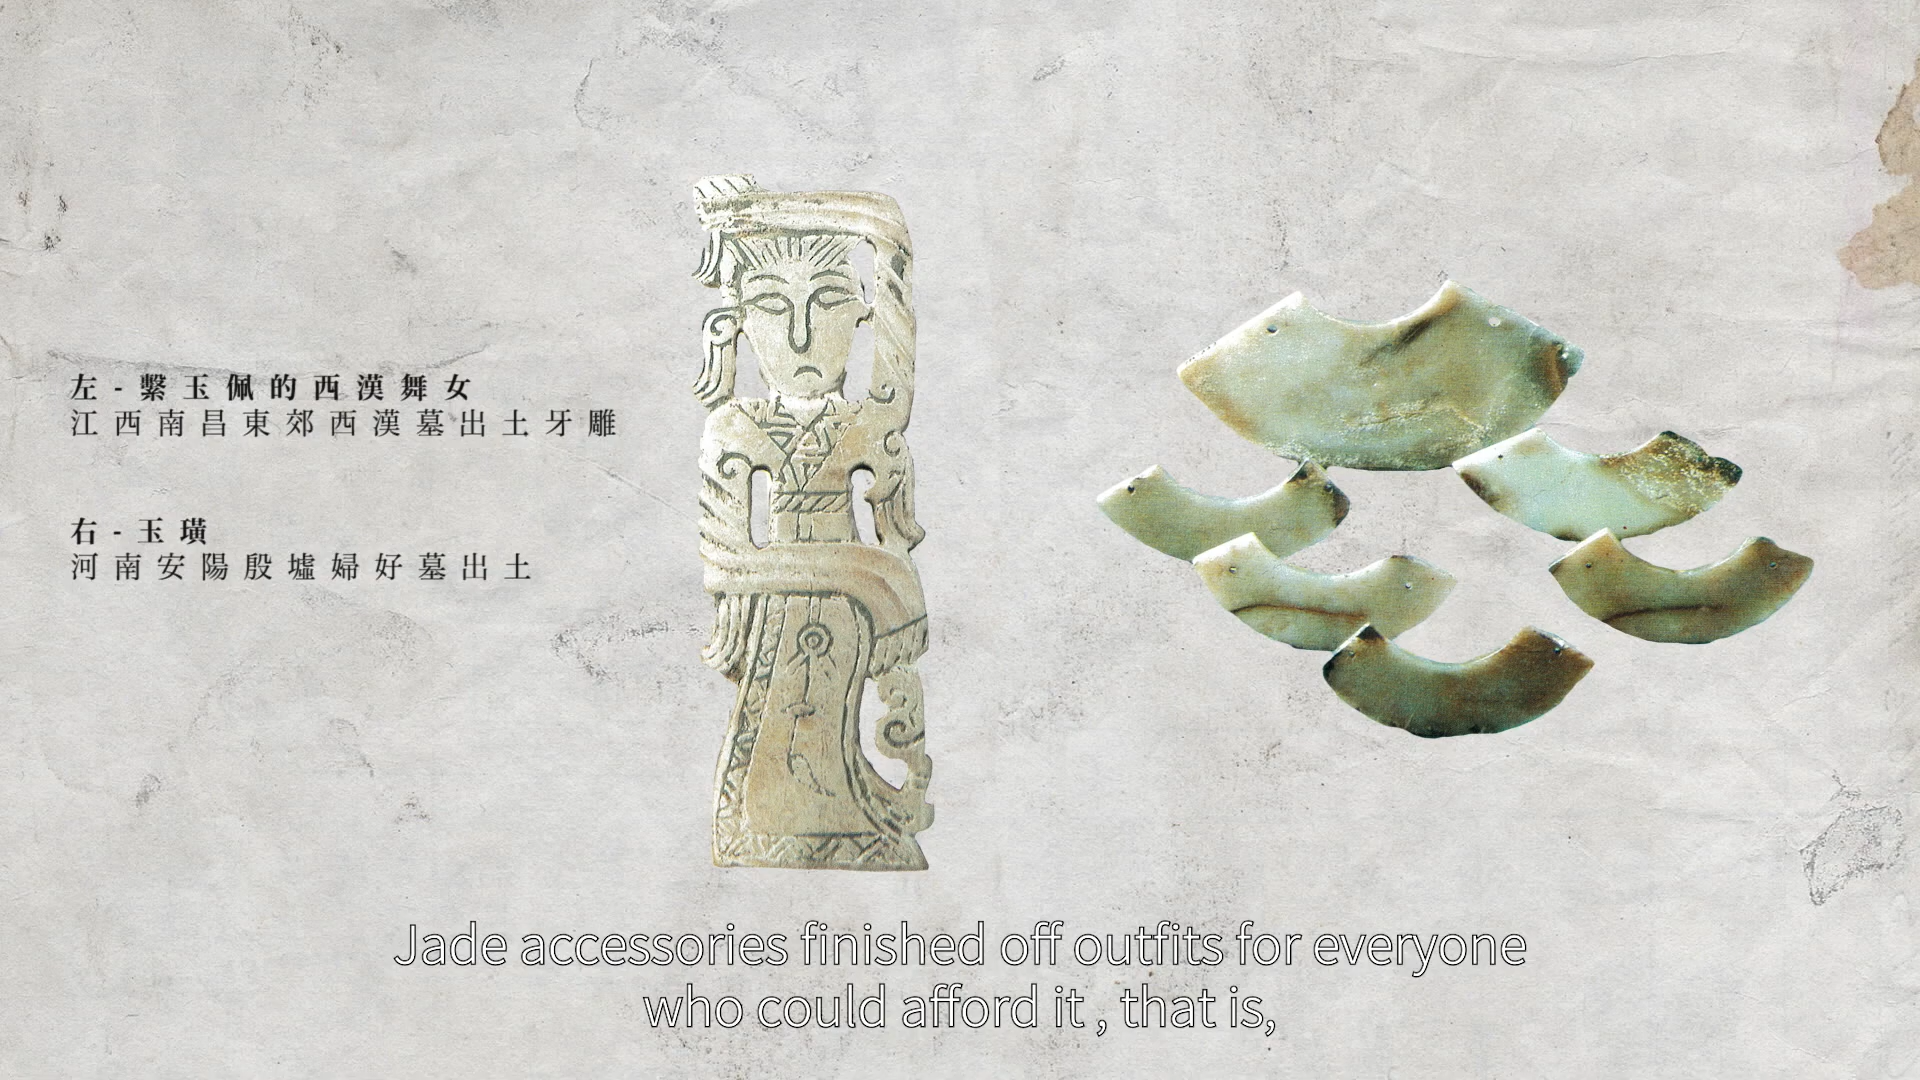 左-繫玉佩的西漢舞女
江西南昌東郊西漢墓出土牙雕
右-玉璜
河南安陽殷墟婦好墓出土
Jade accessories finished off outfits for everyone
who could afford it , that is,